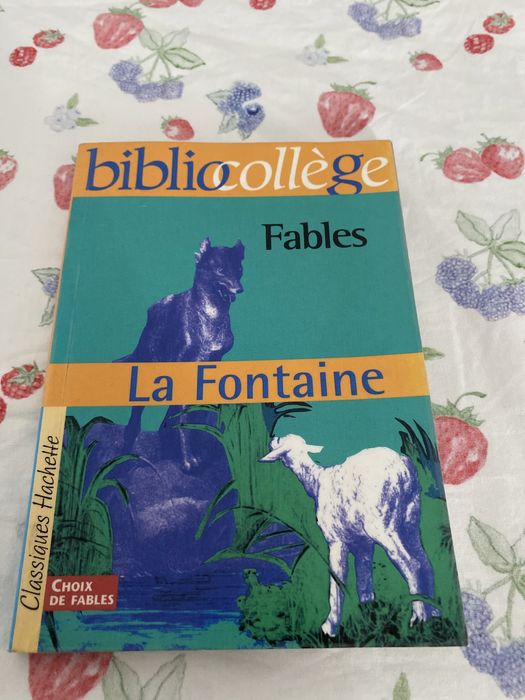 bibliocollège
Fables
La Fontaine
Classiques Hachette
CHOIX
DE FABLES